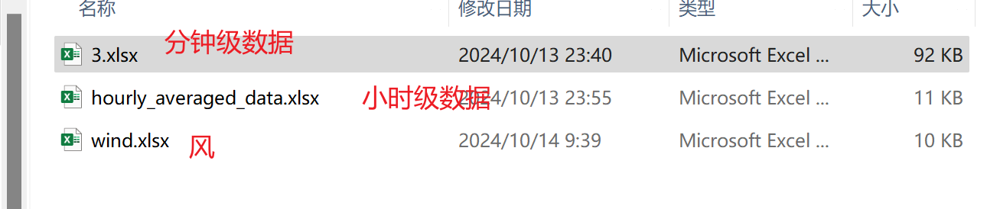 名称 修改日期 类型 大小
3.xlsx 分钟级数据 2024/10/13 23:40 Microsoft Excel ... 92 KB
hourly_averaged_data.xlsx 小时级数据 2024/10/13 23:55 Microsoft Excel ... 11 KB
wind.xlsx 风 2024/10/14 9:39 Microsoft Excel ... 10 KB